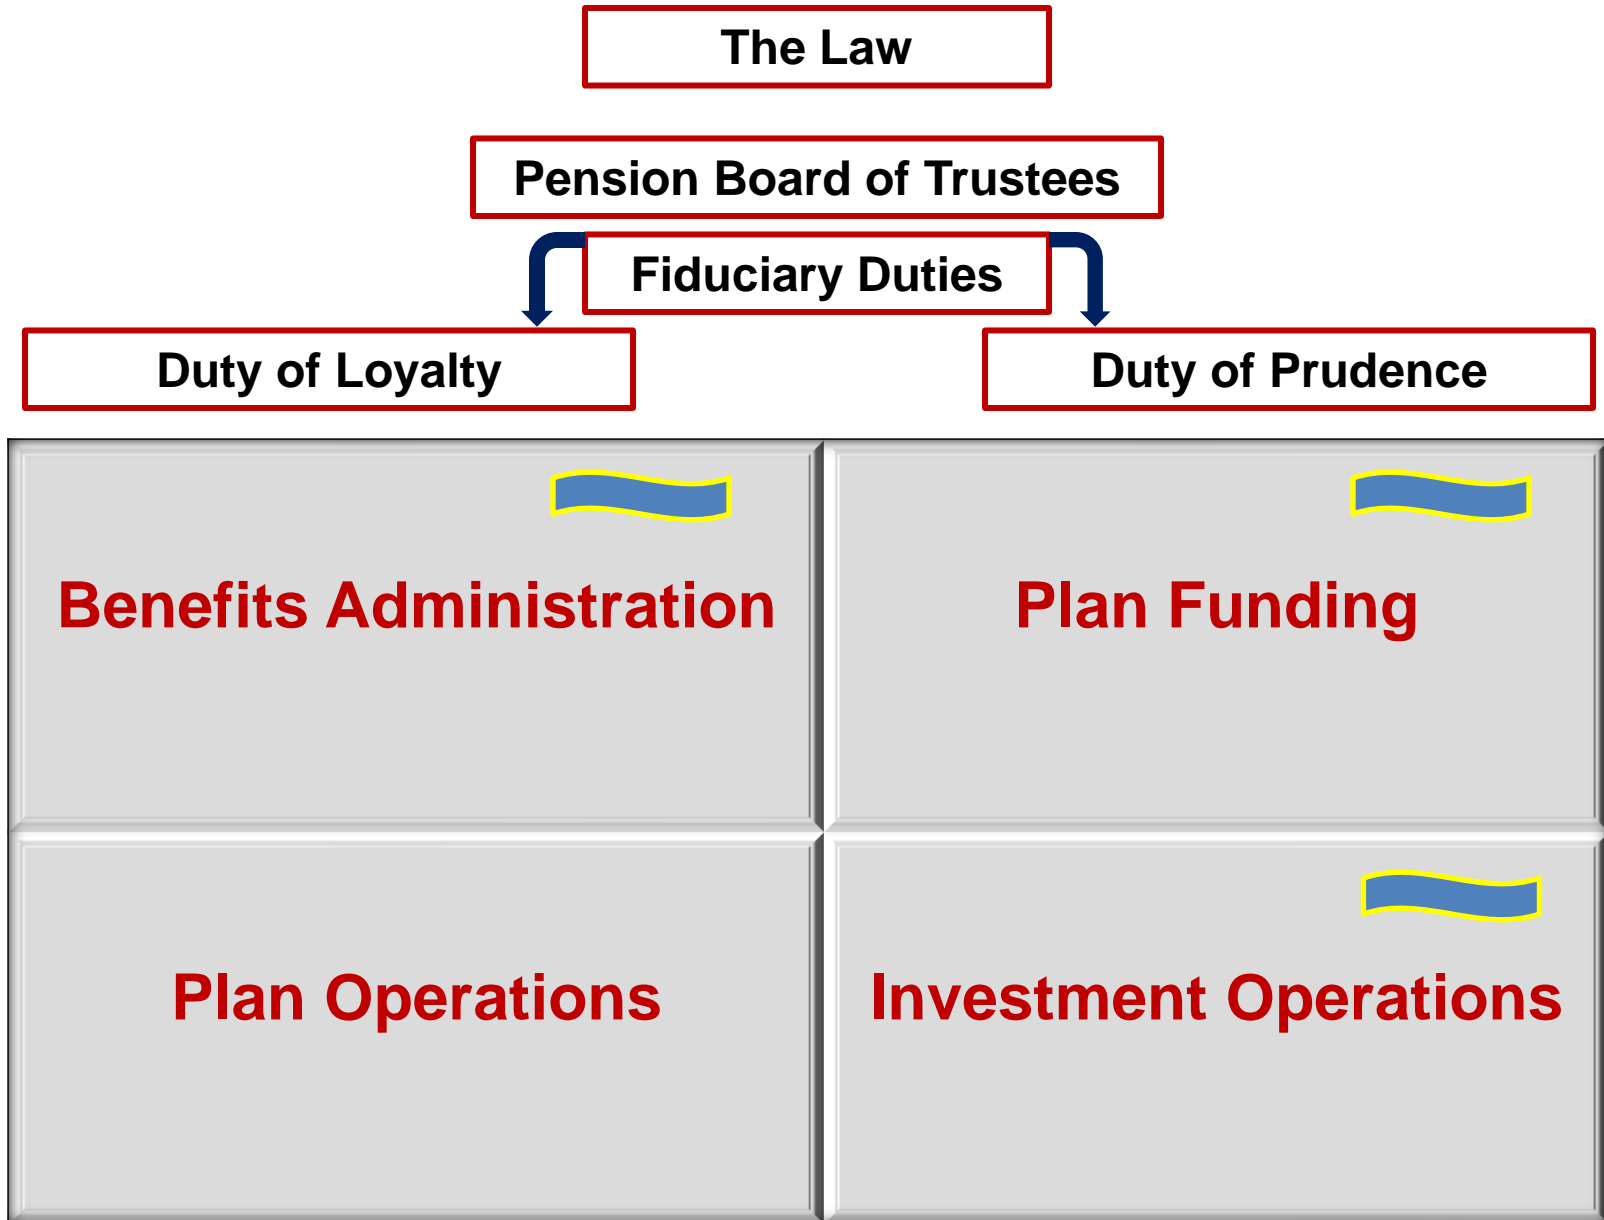 The Law
Pension Board of Trustees
Fiduciary Duties
Duty of Loyalty
Duty of Prudence
Benefits Administration
Plan Funding
Plan Operations
Investment Operations